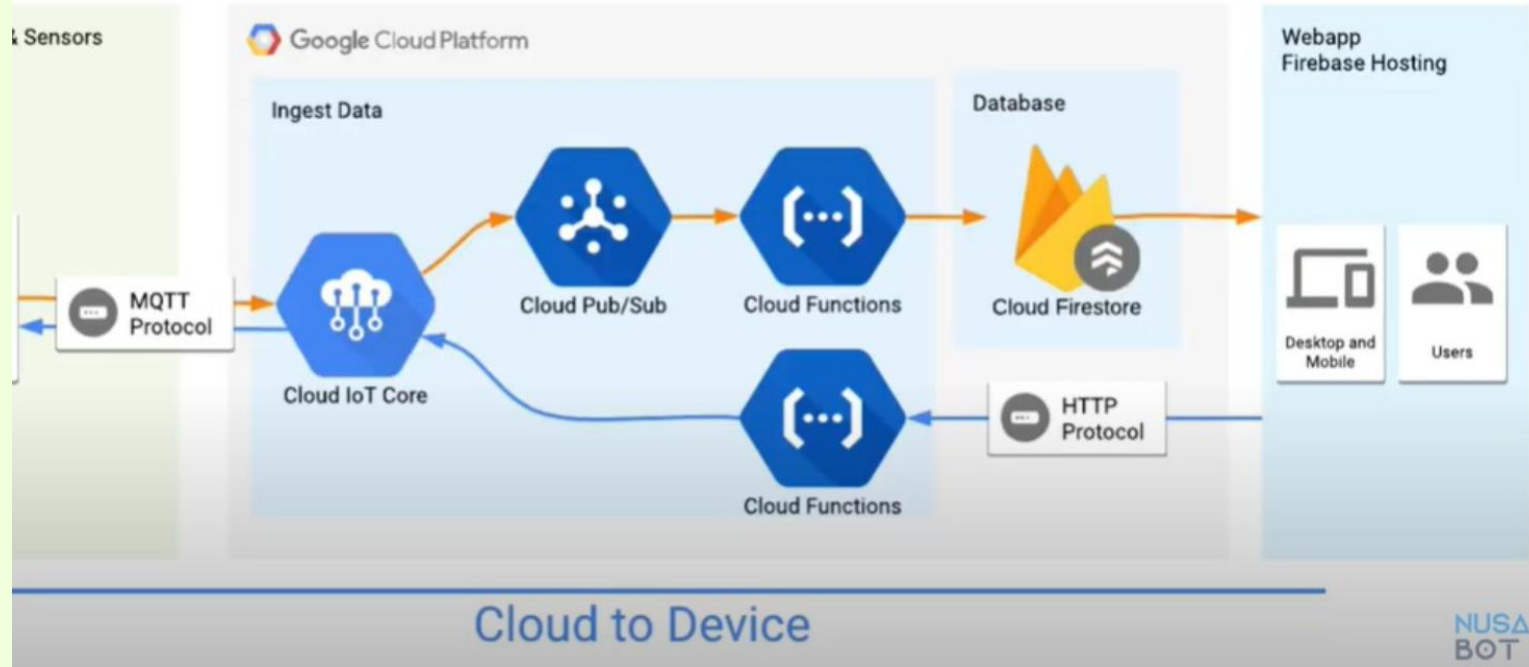 & Sensors
Google Cloud Platform
Webapp
Firebase Hosting
Ingest Data
Database
MQTT
Protocol
Cloud Pub/Sub
Cloud Functions
Cloud Firestore
Desktop and
Mobile
Users
Cloud IoT Core
HTTP
Protocol
Cloud Functions
Cloud to Device
NUSA
BOT